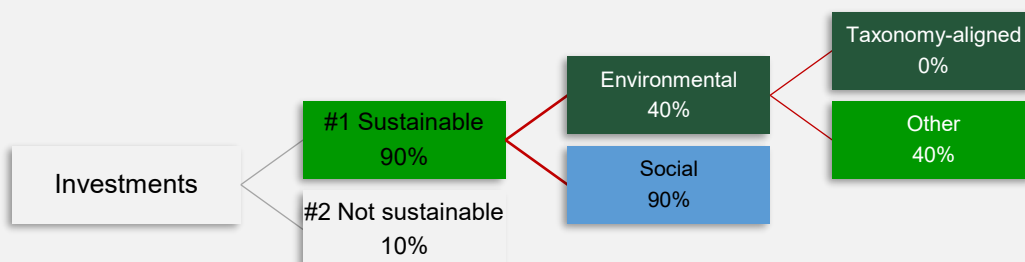 Investments
#1 Sustainable
90%
#2 Not sustainable
10%
Environmental
40%
Social
90%
Taxonomy-aligned
0%
Other
40%